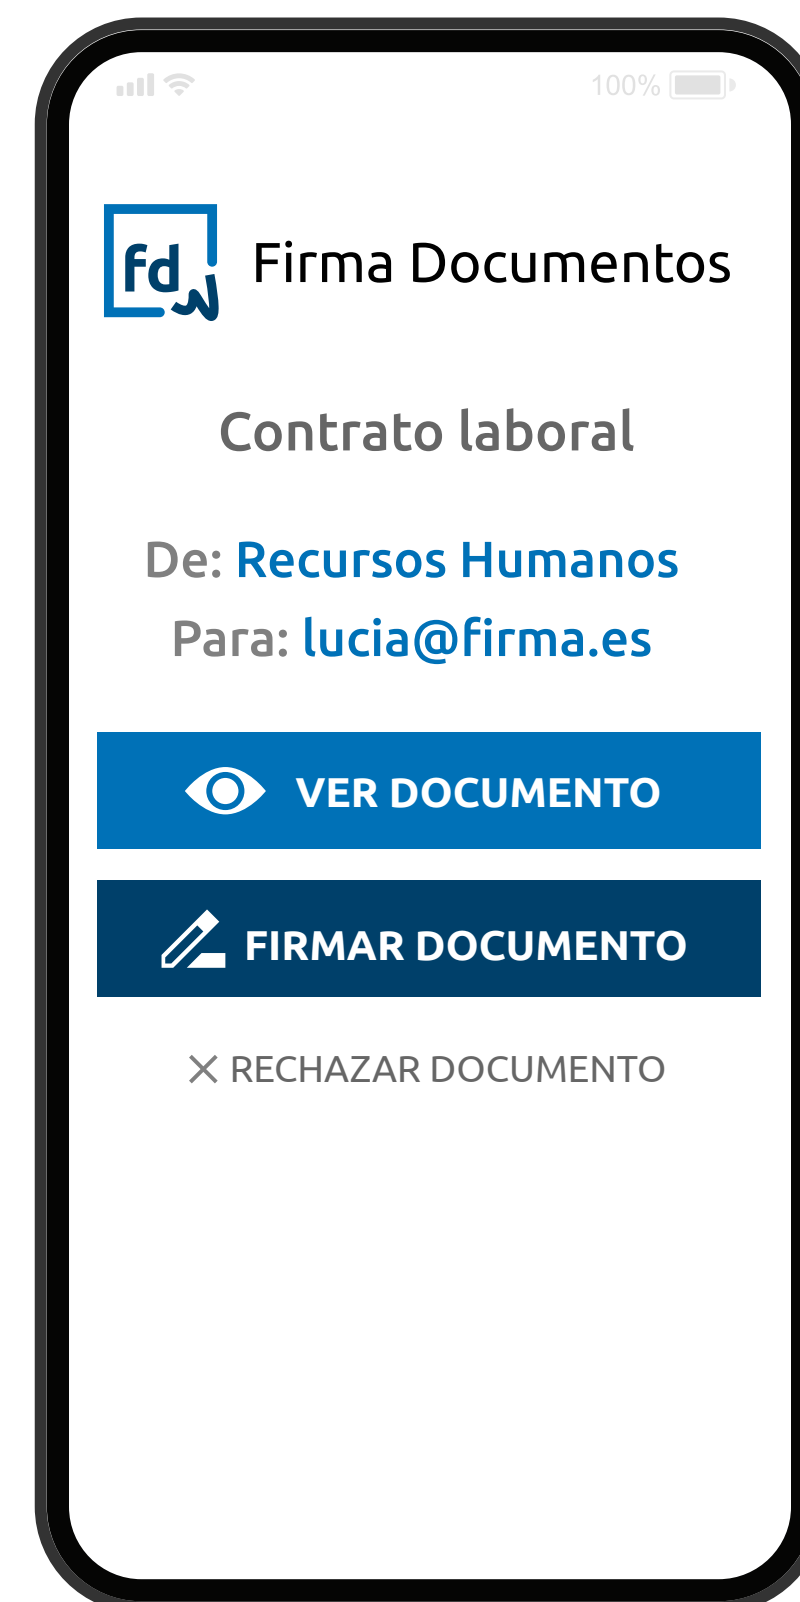 100%
fd
Firma Documentos
Contrato laboral
De: Recursos Humanos
Para: lucia@firma.es
VER DOCUMENTO
FIRMAR DOCUMENTO
RECHAZAR DOCUMENTO